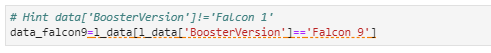 # Hint data['BoosterVersion']!='Falcon 1'
data_falcon9=l_data[l_data['BoosterVersion']=='Falcon 9']